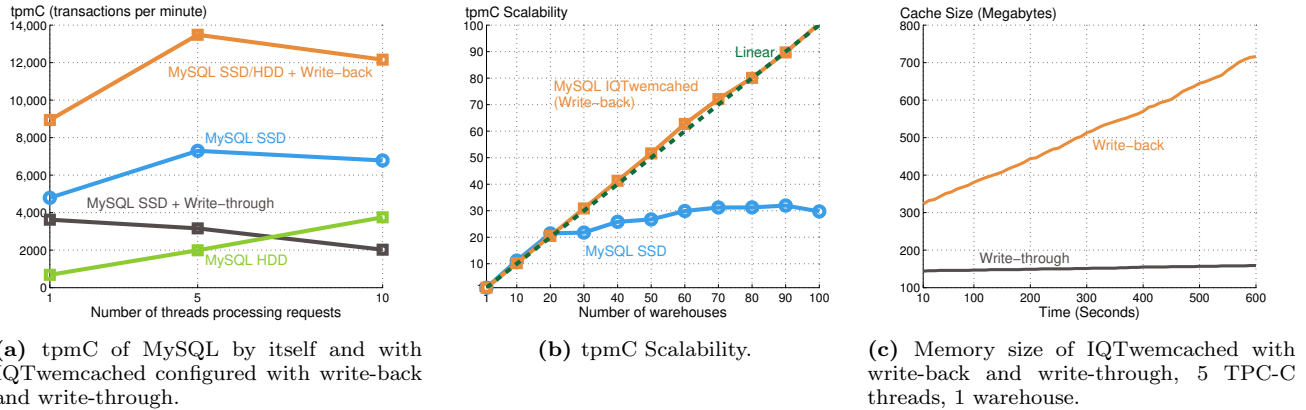 tpmC (transactions per minute)
14,000
12,000
10,000
8,000
6,000
4,000
2000
0
MySQL SSD/HDD + Write−back
MySQL SSD
MySQL SSD + Write−through
MySQL HDD
1
5
10
Number of threads processing requests
(a) tpmC of MySQL by itself and with
IQTwemcached configured with write-back
and write-through.
tpmC Scalability
100
90
80
70
60
50
40
30
20
10
Linear
MySQL IQTwemcahed
(Write−back)
MySQL SSD
1 10 20 30 40 50 60 70 80 90 100
Number of warehouses
(b) tpmC Scalability.
Cache Size (Megabytes)
800
700
600
500
400
300
200
100
Write−back
Write−through
10 100 200 300 400 500 600
Time (Seconds)
(c) Memory size of IQTwemcached with
write-back and write-through, 5 TPC-C
threads, 1 warehouse.